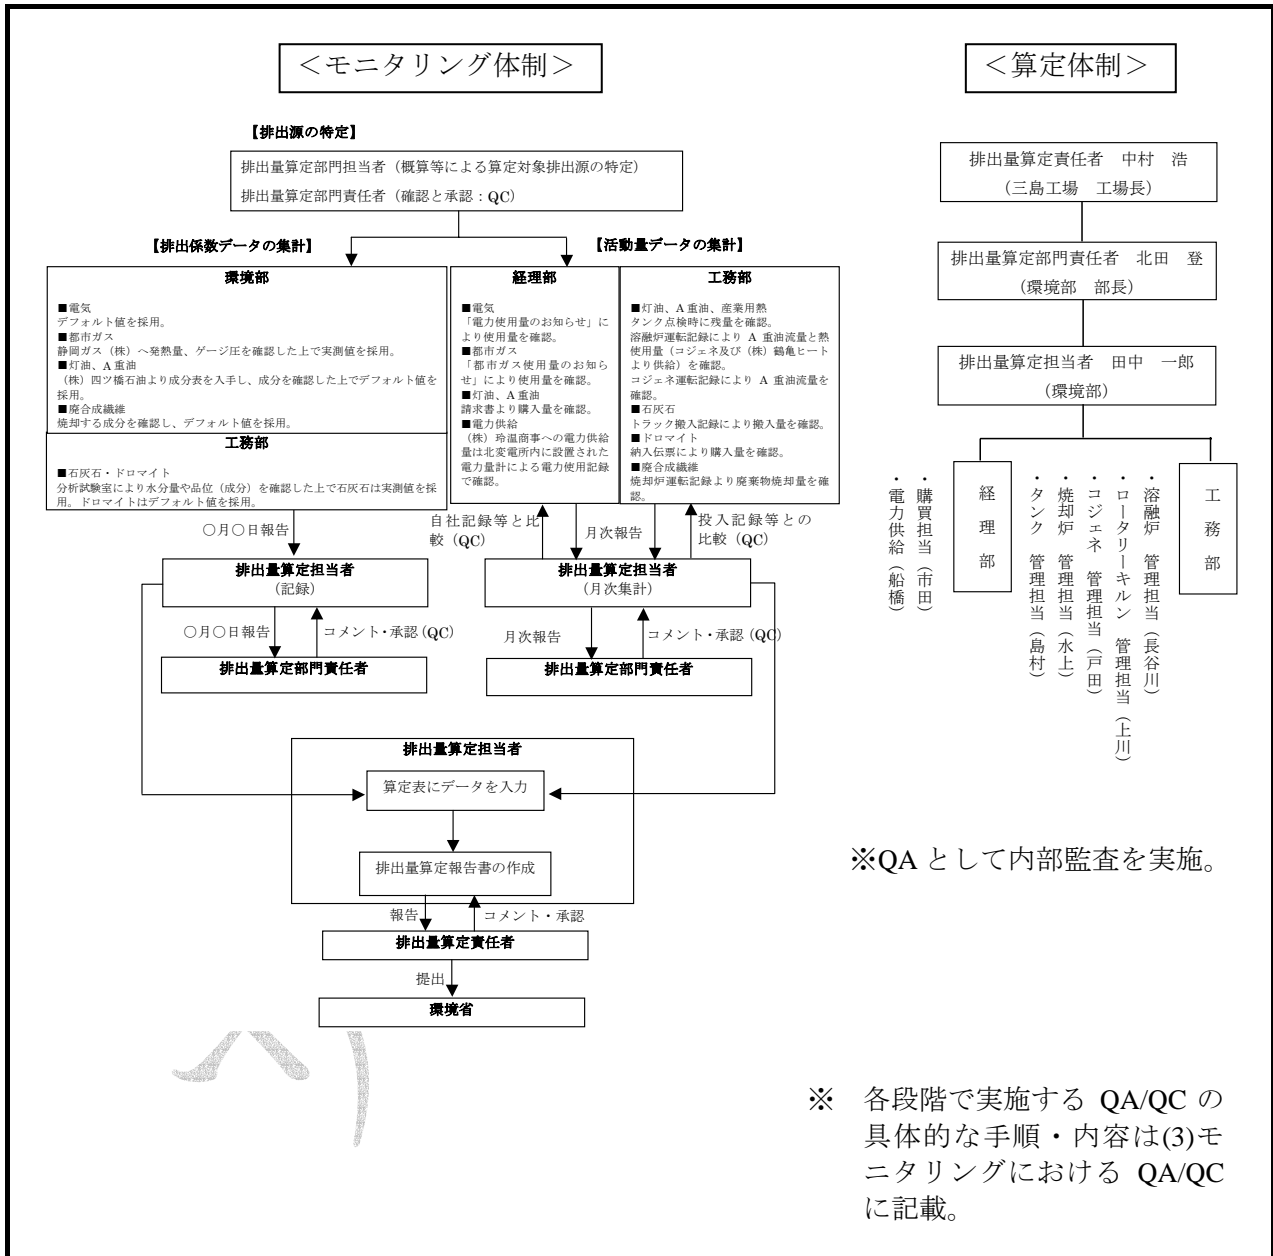 ＜モニタリング体制＞
【排出源の特定】
排出量算定部門担当者（概算等による算定対象排出源の特定）
排出量算定部門責任者（確認と承認：QC）
【排出係数データの集計】
【活動量データの集計】
環境部
■電気
デフォルト値を採用。
■都市ガス
静岡ガス（株）へ発熱量、ゲージ圧を確認した上で実測値を採用。
■灯油、A重油
（株）四ツ橋石油より成分表を入手し、成分を確認した上でデフォルト値を
採用。
■廃合成繊維
焼却する成分を確認し、デフォルト値を採用。
工務部
■石灰石・ドロマイト
分析試験室により水分量や品位（成分）を確認した上で石灰石は実測値を採
用。ドロマイトはデフォルト値を採用。
経理部
■電気
「電力使用量のお知らせ」に
より使用量を確認。
■都市ガス
「都市ガス使用量のお知ら
せ」により使用量を確認。
■灯油、A重油
請求書より購入量を確認。
■電力供給
（株）玲温商事への電力供給
量は北変電所内に設置された
電力量計による電力使用記録
で確認。
工務部
■灯油、A重油、産業用熱
タンク点検時に残量を確認。
溶融炉運転記録により A 重油流量と熱
使用量（コジェネ及び（株）鶴亀ヒート
より供給）を確認。
コジェネ運転記録により A 重油流量を
確認。
■石灰石
トラック搬入記録により搬入量を確認。
■ドロマイト
納入伝票により購入量を確認。
■廃合成繊維
焼却炉運転記録より廃棄物焼却量を確
認。
〇月〇日報告
自社記録等と比
較（QC）
月次報告
投入記録等との
比較（QC）
排出量算定担当者
（記録）
排出量算定担当者
（月次集計）
〇月〇日報告
コメント・承認（QC）
月次報告
コメント・承認（QC）
排出量算定部門責任者
排出量算定部門責任者
排出量算定担当者
算定表にデータを入力
排出量算定報告書の作成
報告
コメント・承認
排出量算定責任者
提出
環境省
＜算定体制＞
排出量算定責任者　中村　浩
（三島工場　工場長）
排出量算定部門責任者　北田　登
（環境部　部長）
排出量算定担当者　田中　一郎
（環境部）
工務部
・溶融炉　管理担当（長谷川）
・ロータリーキルン　管理担当（上川）
・コジェネ　管理担当（戸田）
・焼却炉　管理担当（水上）
・タンク　管理担当（島村）
経理部
・購買担当（市田）
・電力供給（船橋）
※QA として内部監査を実施。
※　各段階で実施する QA/QC の
具体的な手順・内容は(3)モ
ニタリングにおける QA/QC
に記載。